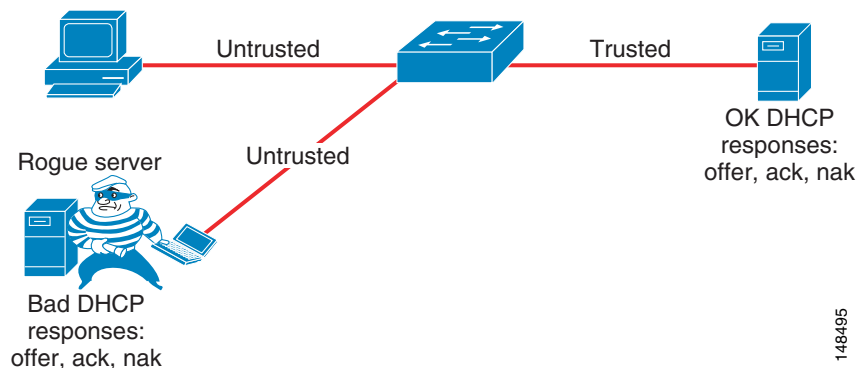 Untrusted
Trusted
OK DHCP
responses:
offer, ack, nak
Untrusted
Rogue server
Bad DHCP
responses:
offer, ack, nak
148495